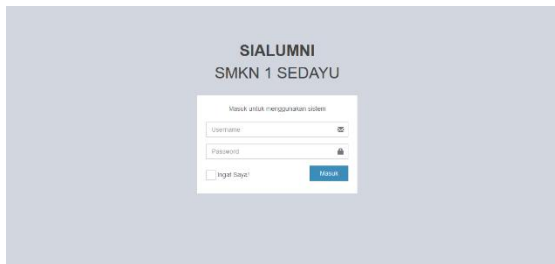 SIALUMNI
SMKN 1 SEDAYU
Masuk untuk menggunakan sistem
Username
Password
Ingat Saya?
Masuk